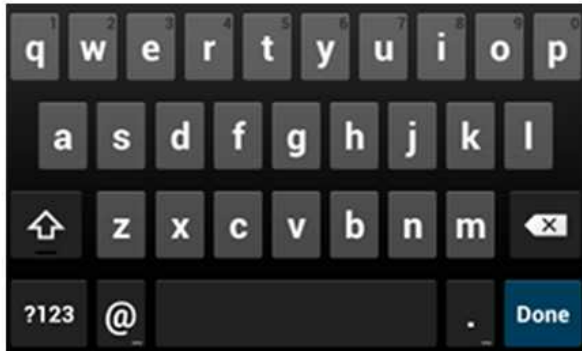 1 2 3 4 5 6 7 8 9 0
q w e r t y u i o p
a s d f g h j k l
z x c v b n m
?123 @ . Done